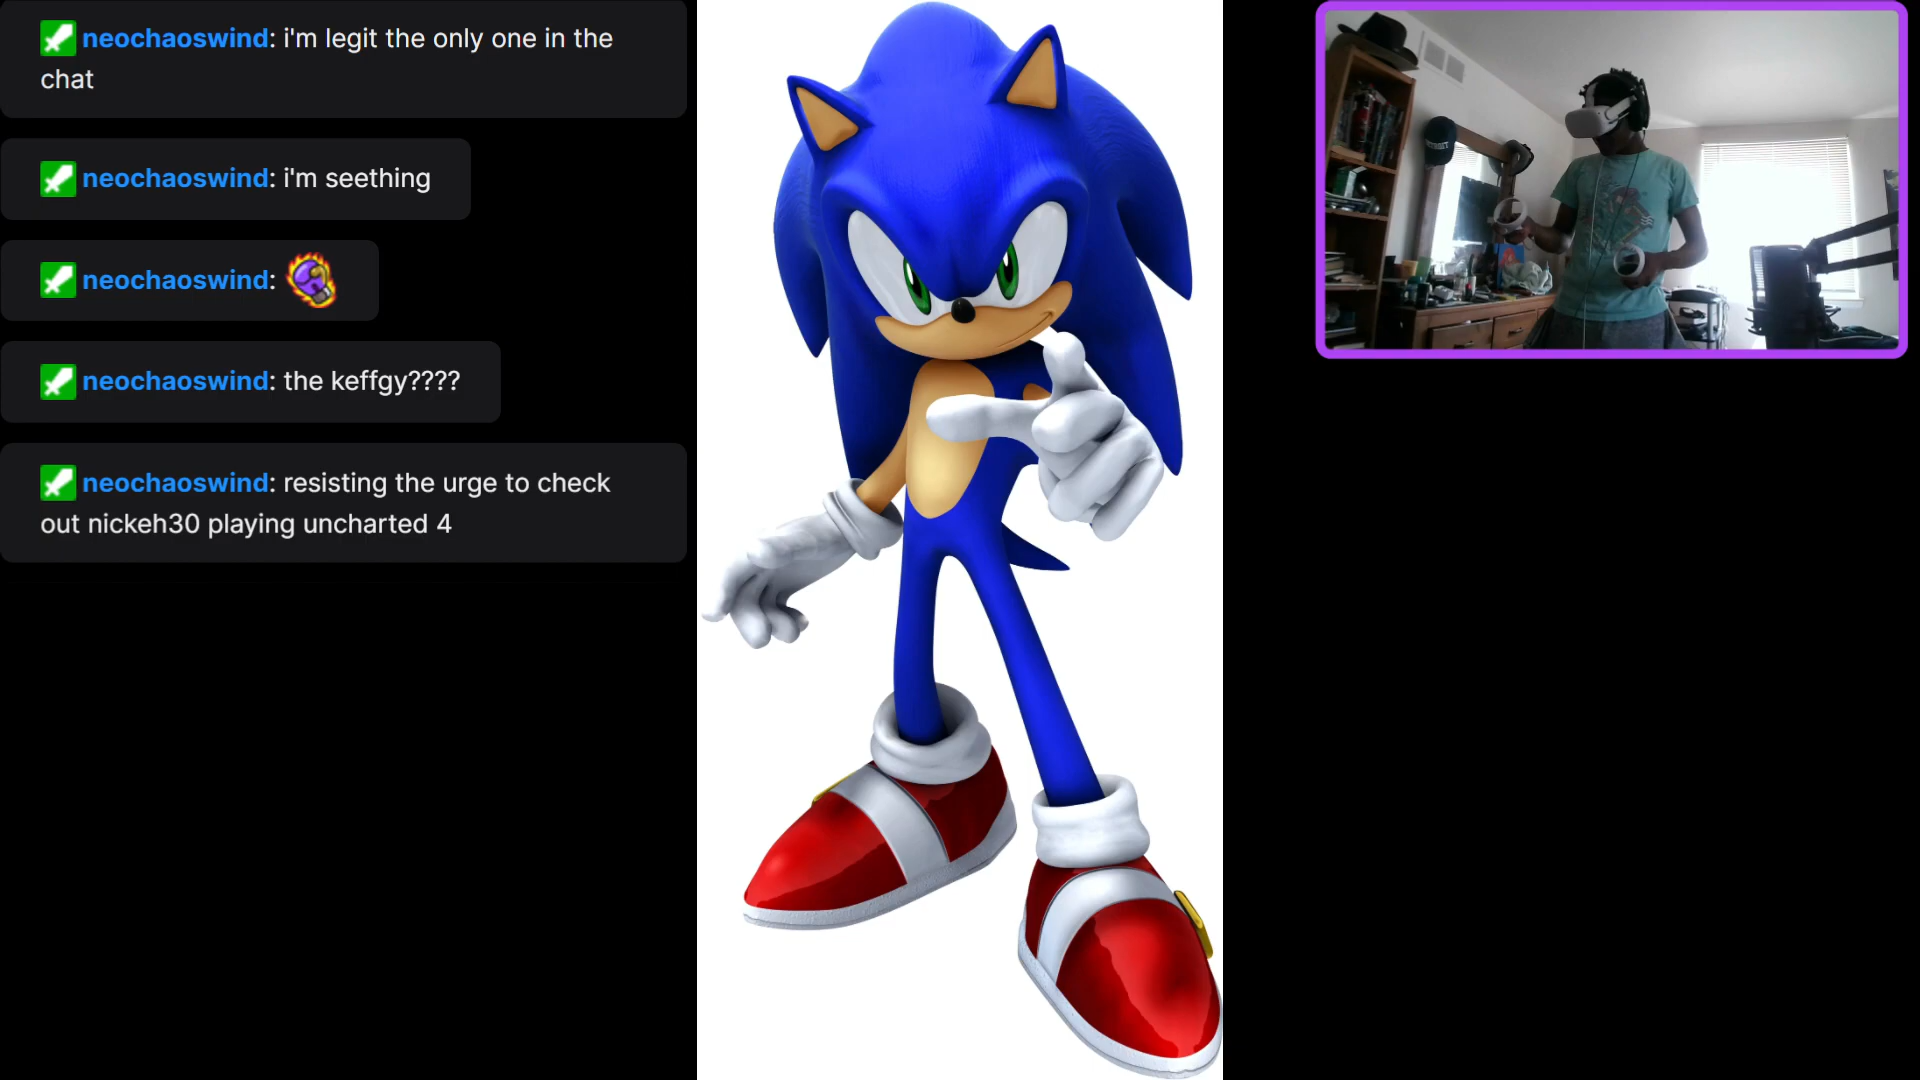 neochaoswind: i'm legit the only one in the
chat
neochaoswind: i'm seething
neochaoswind:
neochaoswind: the keffgy????
neochaoswind: resisting the urge to check
out nickeh30 playing uncharted 4